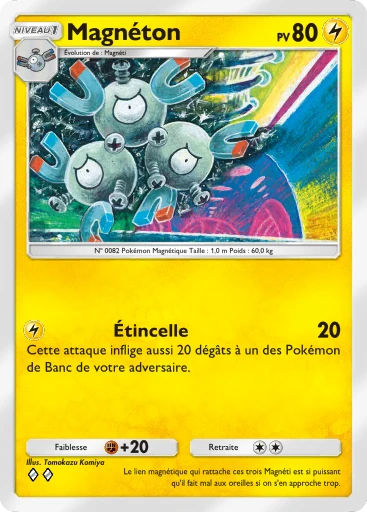 NIVEAU 1
Magnéton
PV 80
Évolution de : Magnéti
N° 0082 Pokémon Magnétique Taille : 1,0 m Poids : 60,0 kg
Étincelle 20
Cette attaque inflige aussi 20 dégâts à un des Pokémon
de Banc de votre adversaire.
Faiblesse +20 Retraite
Illus. Tomokazu Komiya
Le lien magnétique qui rattache ces trois Magnéti est si puissant
qu'il fait mal aux oreilles si on s'en approche trop.